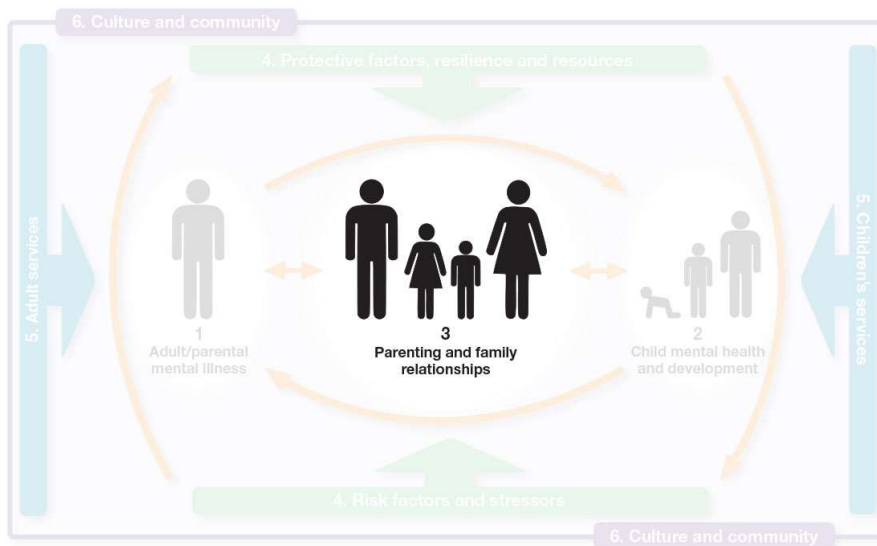 6. Culture and community
4. Protective factors, resilience and resources
5. Adult services
5. Children's services
1
Adult/parental
mental illness
3
Parenting and family
relationships
2
Child mental health
and development
4. Risk factors and stressors
6. Culture and community